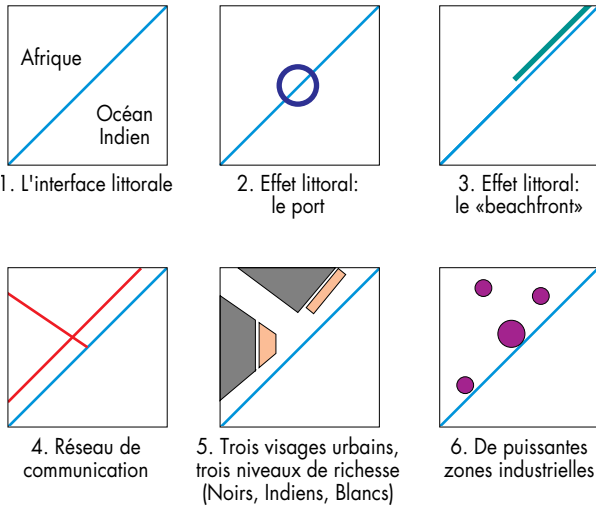 Afrique
Océan
Indien
1. L'interface littorale
2. Effet littoral:
le port
3. Effet littoral:
le «beachfront»
4. Réseau de
communication
5. Trois visages urbains,
trois niveaux de richesse
(Noirs, Indiens, Blancs)
6. De puissantes
zones industrielles